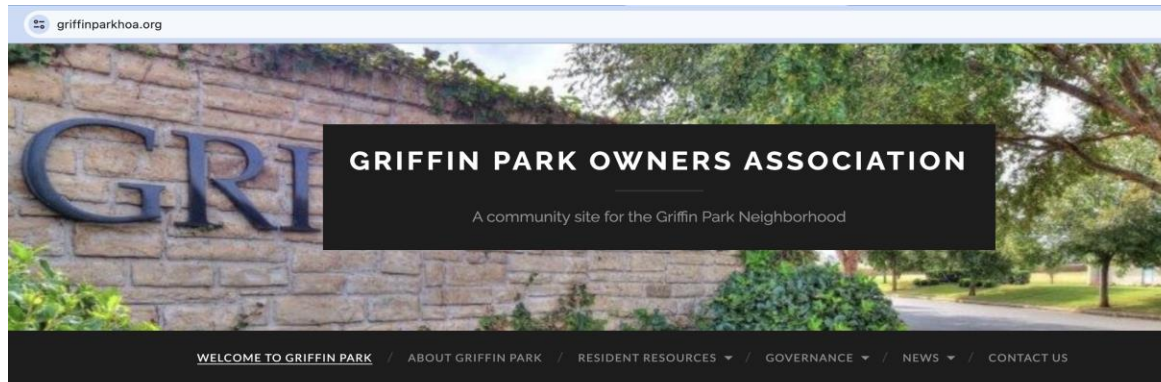 griffinparkhoa.org
GRI
GRIFFIN PARK OWNERS ASSOCIATION
A community site for the Griffin Park Neighborhood
WELCOME TO GRIFFIN PARK / ABOUT GRIFFIN PARK / RESIDENT RESOURCES / GOVERNANCE / NEWS / CONTACT US